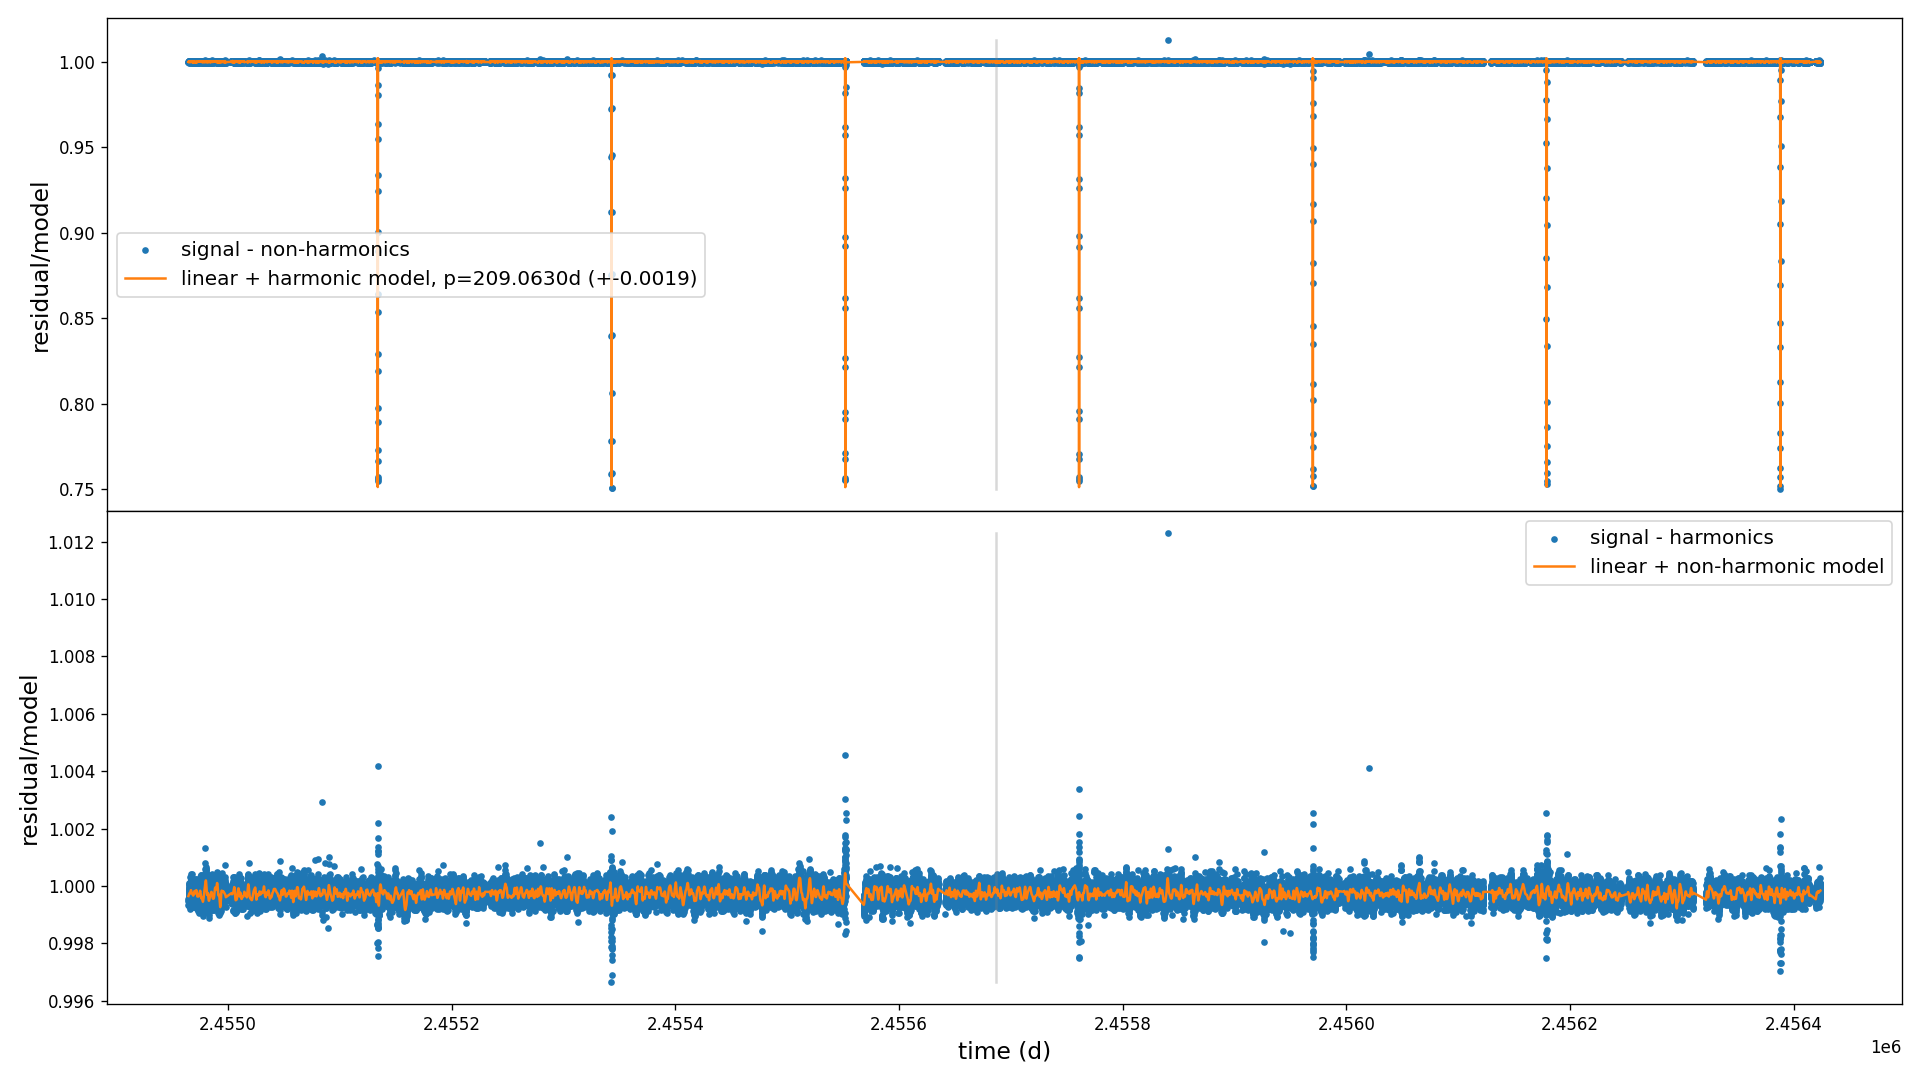 1.00
0.95
0.90
0.85
0.80
0.75
residual/model
signal - non-harmonics
linear + harmonic model, p=209.0630d (+-0.0019)
1.012
1.010
1.008
1.006
1.004
1.002
1.000
0.998
0.996
residual/model
signal - harmonics
linear + non-harmonic model
2.4550 2.4552 2.4554 2.4556 2.4558 2.4560 2.4562 2.4564
1e6
time (d)